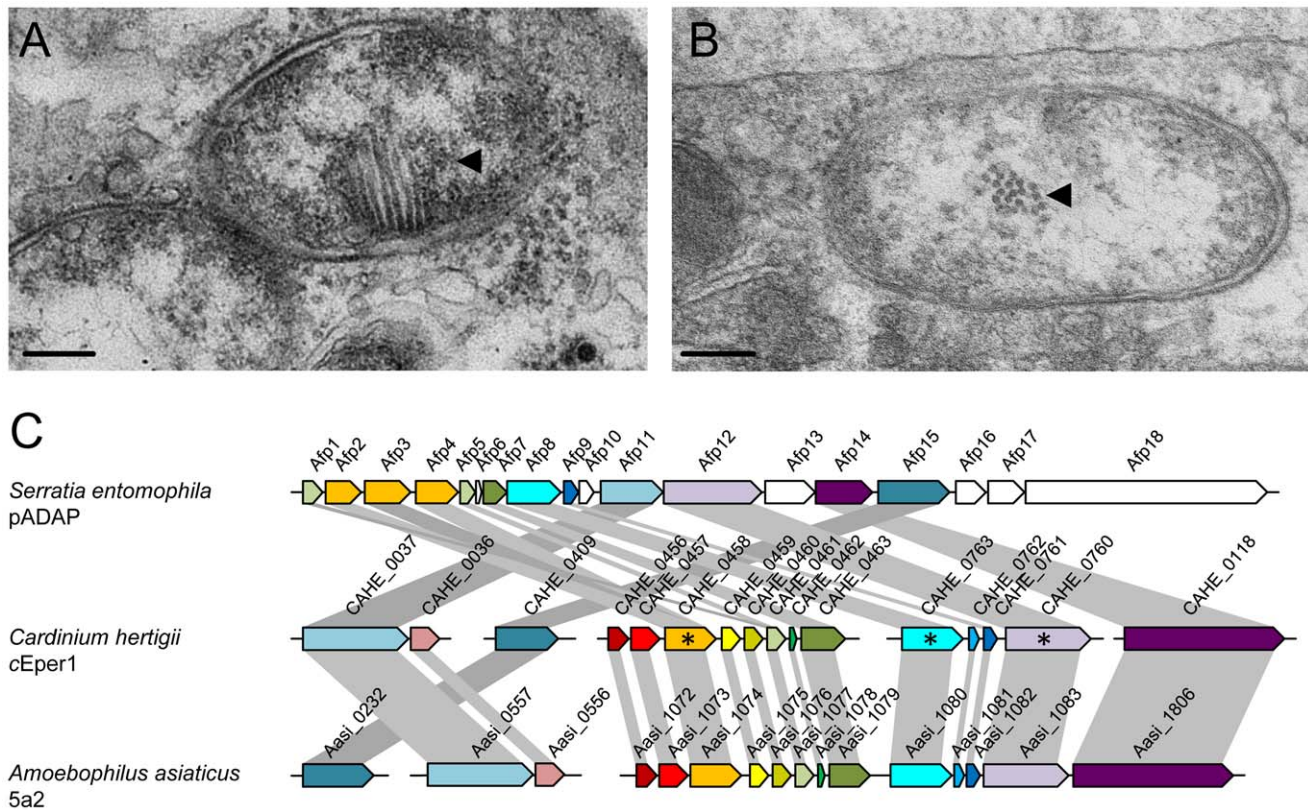 A
B
C
Afp1 Afp2 Afp3 Afp4 Afp5 Afp6 Afp7 Afp8 Afp9 Afp10 Afp11 Afp12 Afp13 Afp14 Afp15 Afp16 Afp17 Afp18
Serratia entomophila
pADAP
CAHE_0037 CAHE_0036 CAHE_0409 CAHE_0456 CAHE_0457 CAHE_0458 CAHE_0459 CAHE_0460 CAHE_0461 CAHE_0462 CAHE_0463 CAHE_0763 CAHE_0762 CAHE_0761 CAHE_0760 CAHE_0118
Cardinium hertigii
cEper1
* * *
Aasi_0232 Aasi_0557 Aasi_0556 Aasi_1072 Aasi_1073 Aasi_1074 Aasi_1075 Aasi_1076 Aasi_1077 Aasi_1078 Aasi_1079 Aasi_1080 Aasi_1081 Aasi_1082 Aasi_1083 Aasi_1806
Amoebophilus asiaticus
5a2